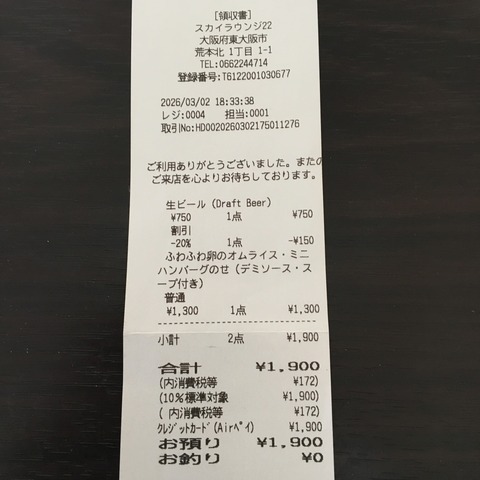 [領収書]
スカイラウンジ22
大阪府東大阪市
荒本北 1丁目 1-1
TEL:0662244714
登録番号:T6122001030677
2026/03/02 18:33:38
レジ:0004 担当:0001
取引No:HD0020260302175011276
ご利用ありがとうございました。またの
ご来店を心よりお待ちしております。
生ビール (Draft Beer)
¥750 1点 ¥750
割引
-20% 1点 -¥150
ふわふわ卵のオムライス・ミニ
ハンバーグのせ (デミソース・ス
ープ付き)
普通
¥1,300 1点 ¥1,300
小計 2点 ¥1,900
合計 ¥1,900
(内消費税等 ¥172)
(10%標準対象 ¥1,900)
( 内消費税等 ¥172)
クレジットカード(Airペイ) ¥1,900
お預り ¥1,900
お釣り ¥0